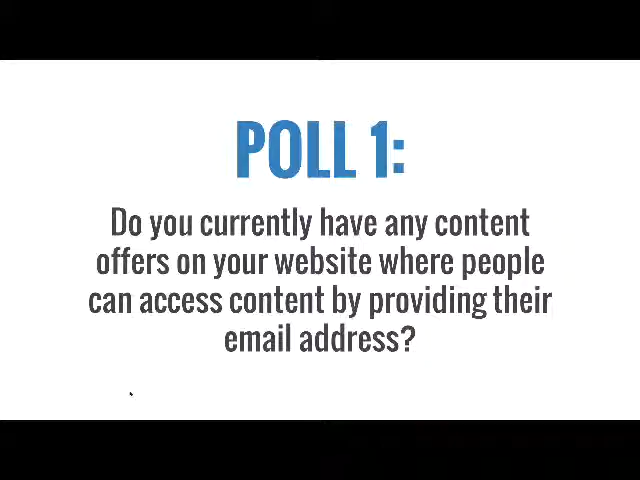 POLL 1:
Do you currently have any content
offers on your website where people
can access content by providing their
email address?